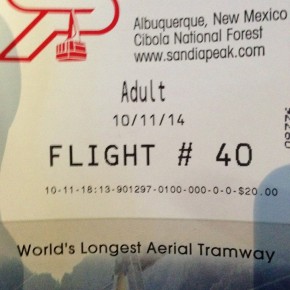 Albuquerque, New Mexico
Cibola National Forest
www.sandiapeak.com
Adult
10/11/14
FLIGHT # 40
10-11-18:13-901297-0100-000-0-0-$20.00
World's Longest Aerial Tramway